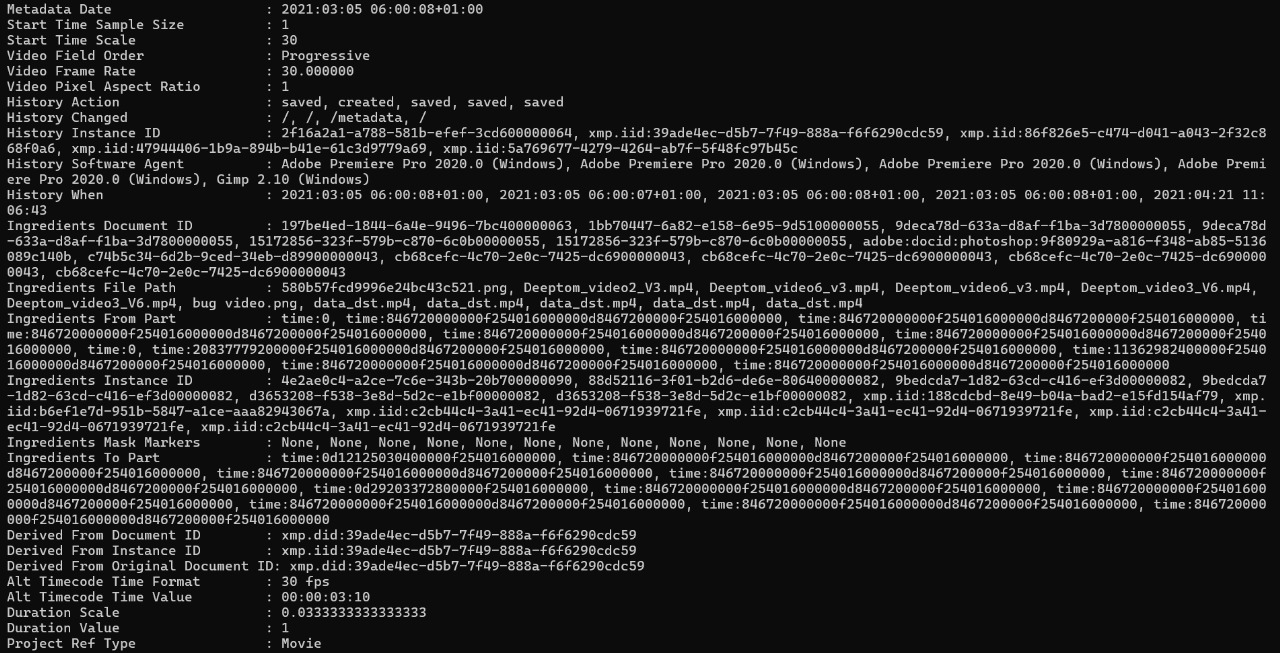 Metadata Date                   : 2021:03:05 06:00:08+01:00
Start Time Sample Size          : 1
Start Time Scale                : 30
Video Field Order               : Progressive
Video Frame Rate                : 30.000000
Video Pixel Aspect Ratio        : 1
History Action                  : saved, created, saved, saved, saved
History Changed                 : /, /, /metadata, /
History Instance ID             : 2f16a2a1-a788-581b-efef-3cd600000064, xmp.iid:39ade4ec-d5b7-7f49-888a-f6f6290cdc59, xmp.iid:86f826e5-c474-d041-a043-2f32c8
68f0a6, xmp.iid:47944406-1b9a-894b-b41e-61c3d9779a69, xmp.iid:5a769677-4279-4264-ab7f-5f48fc97b45c
History Software Agent          : Adobe Premiere Pro 2020.0 (Windows), Adobe Premiere Pro 2020.0 (Windows), Adobe Premiere Pro 2020.0 (Windows), Adobe Premi
ere Pro 2020.0 (Windows), Gimp 2.10 (Windows)
History When                    : 2021:03:05 06:00:08+01:00, 2021:03:05 06:00:07+01:00, 2021:03:05 06:00:08+01:00, 2021:03:05 06:00:08+01:00, 2021:04:21 11:
06:43
Ingredients Document ID         : 197be4ed-1844-6a4e-9496-7bc400000063, 1bb70447-6a82-e158-6e95-9d5100000055, 9deca78d-633a-d8af-f1ba-3d7800000055, 9deca78d
-633a-d8af-f1ba-3d7800000055, 15172856-323f-579b-c870-6c0b00000055, 15172856-323f-579b-c870-6c0b00000055, adobe:docid:photoshop:9f80929a-a816-f348-ab85-5136
089c140b, c74b5c34-6d2b-9ced-34eb-d89900000043, cb68cefc-4c70-2e0c-7425-dc6900000043, cb68cefc-4c70-2e0c-7425-dc6900000043, cb68cefc-4c70-2e0c-7425-dc690000
0043, cb68cefc-4c70-2e0c-7425-dc6900000043
Ingredients File Path           : 580b57fcd9996e24bc43c521.png, Deeptom_video2_V3.mp4, Deeptom_video6_v3.mp4, Deeptom_video6_v3.mp4, Deeptom_video3_V6.mp4,
Deeptom_video3_V6.mp4, bug video.png, data_dst.mp4, data_dst.mp4, data_dst.mp4, data_dst.mp4, data_dst.mp4
Ingredients From Part           : time:0, time:846720000000f254016000000d8467200000f254016000000, time:846720000000f254016000000d8467200000f254016000000, ti
me:846720000000f254016000000d8467200000f254016000000, time:846720000000f254016000000d8467200000f254016000000, time:846720000000f254016000000d8467200000f2540
16000000, time:0, time:20837779200000f254016000000d8467200000f254016000000, time:846720000000f254016000000d8467200000f254016000000, time:11362982400000f2540
16000000d8467200000f254016000000, time:846720000000f254016000000d8467200000f254016000000, time:846720000000f254016000000d8467200000f254016000000
Ingredients Instance ID         : 4e2ae0c4-a2ce-7c6e-343b-20b700000090, 88d52116-3f01-b2d6-de6e-806400000082, 9bedcda7-1d82-63cd-c416-ef3d00000082, 9bedcda7
-1d82-63cd-c416-ef3d00000082, d3653208-f538-3e8d-5d2c-e1bf00000082, d3653208-f538-3e8d-5d2c-e1bf00000082, xmp.iid:188cdcbd-8e49-b04a-bad2-e15fd154af79, xmp.
iid:b6ef1e7d-951b-5847-a1ce-aaa82943067a, xmp.iid:c2cb44c4-3a41-ec41-92d4-0671939721fe, xmp.iid:c2cb44c4-3a41-ec41-92d4-0671939721fe, xmp.iid:c2cb44c4-3a41-
ec41-92d4-0671939721fe, xmp.iid:c2cb44c4-3a41-ec41-92d4-0671939721fe
Ingredients Mask Markers        : None, None, None, None, None, None, None, None, None, None, None, None
Ingredients To Part             : time:0d12125030400000f254016000000, time:846720000000f254016000000d8467200000f254016000000, time:846720000000f254016000000
d8467200000f254016000000, time:846720000000f254016000000d8467200000f254016000000, time:846720000000f254016000000d8467200000f254016000000, time:846720000000f
254016000000d8467200000f254016000000, time:0d29203372800000f254016000000, time:846720000000f254016000000d8467200000f254016000000, time:846720000000f2540160
00000d8467200000f254016000000, time:846720000000f254016000000d8467200000f254016000000, time:846720000000f254016000000d8467200000f254016000000, time:846720000
000f254016000000d8467200000f254016000000
Derived From Document ID        : xmp.did:39ade4ec-d5b7-7f49-888a-f6f6290cdc59
Derived From Instance ID        : xmp.iid:39ade4ec-d5b7-7f49-888a-f6f6290cdc59
Derived From Original Document ID: xmp.did:39ade4ec-d5b7-7f49-888a-f6f6290cdc59
Alt Timecode Time Format        : 30 fps
Alt Timecode Time Value         : 00:00:03:10
Duration Scale                  : 0.0333333333333333
Duration Value                  : 1
Project Ref Type                : Movie